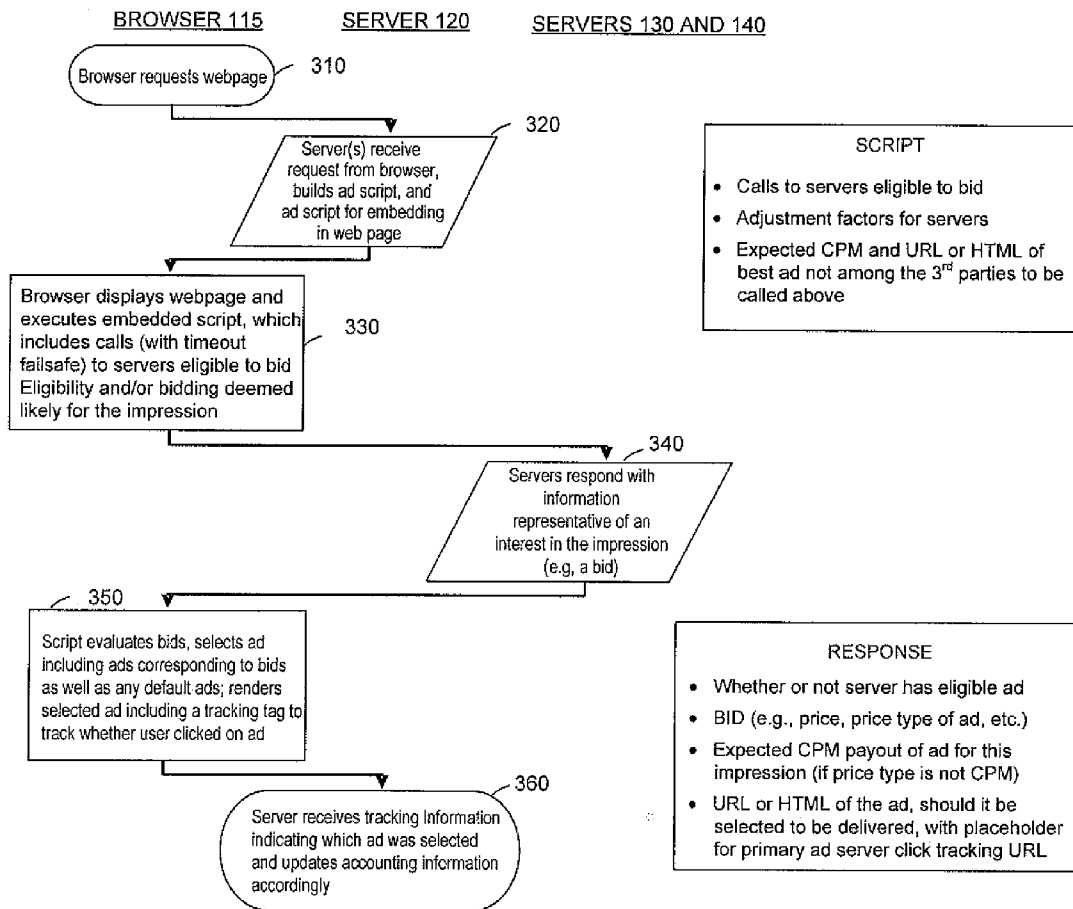 BROWSER 115 SERVER 120 SERVERS 130 AND 140
Browser requests webpage
310
320
Server(s) receive
request from browser,
builds ad script, and
ad script for embedding
in web page
SCRIPT
• Calls to servers eligible to bid
• Adjustment factors for servers
• Expected CPM and URL or HTML of
best ad not among the 3rd parties to be
called above
Browser displays webpage and
executes embedded script, which
includes calls (with timeout
failsafe) to servers eligible to bid
Eligibility and/or bidding deemed
likely for the impression
330
340
Servers respond with
information
representative of an
interest in the impression
(e.g, a bid)
350
Script evaluates bids, selects ad
including ads corresponding to bids
as well as any default ads; renders
selected ad including a tracking tag to
track whether user clicked on ad
RESPONSE
• Whether or not server has eligible ad
• BID (e.g., price, price type of ad, etc.)
• Expected CPM payout of ad for this
impression (if price type is not CPM)
• URL or HTML of the ad, should it be
selected to be delivered, with placeholder
for primary ad server click tracking URL
360
Server receives tracking Information
indicating which ad was selected
and updates accounting information
accordingly